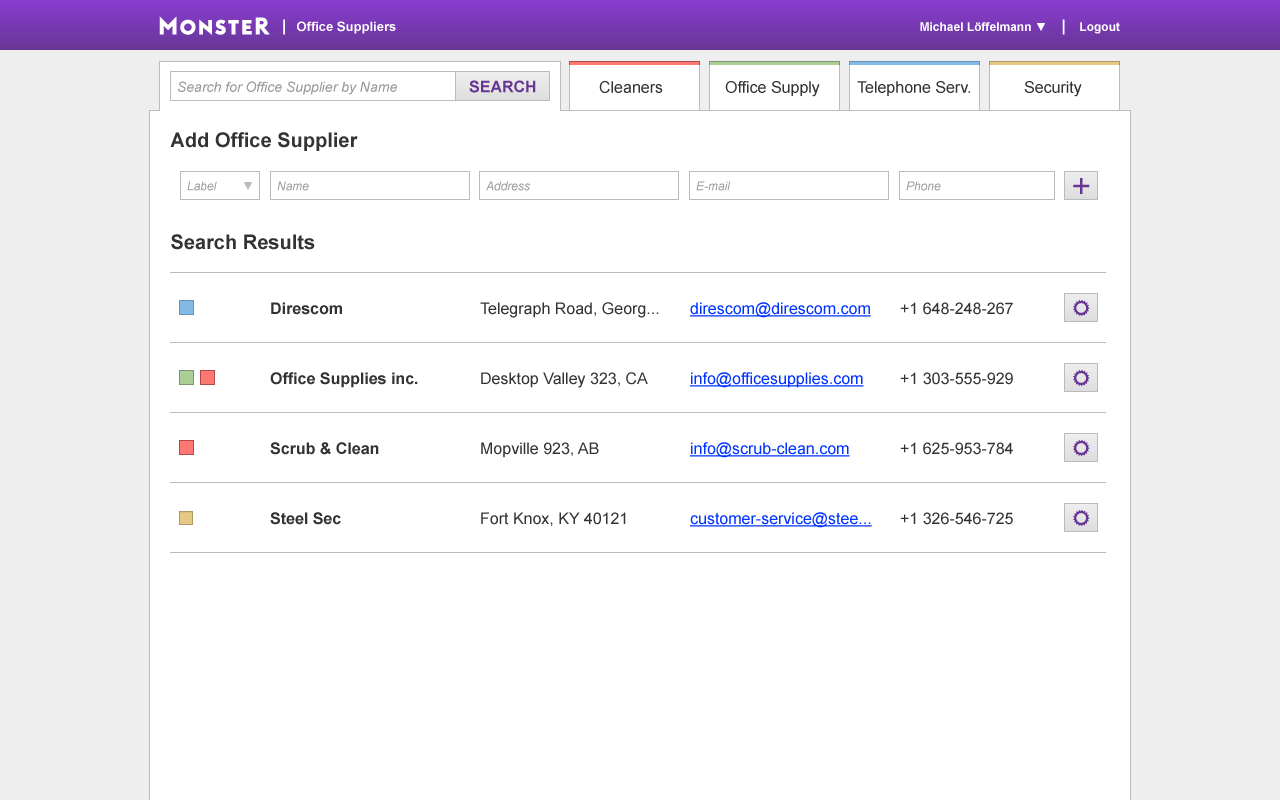 MONSTER | Office Suppliers Michael Löffelmann ▼ | Logout
Search for Office Supplier by Name SEARCH Cleaners Office Supply Telephone Serv. Security
Add Office Supplier
Label ▼ Name Address E-mail Phone +
Search Results
Direscom Telegraph Road, Georg... direscom@direscom.com +1 648-248-267
Office Supplies inc. Desktop Valley 323, CA info@officesupplies.com +1 303-555-929
Scrub & Clean Mopville 923, AB info@scrub-clean.com +1 625-953-784
Steel Sec Fort Knox, KY 40121 customer-service@stee... +1 326-546-725